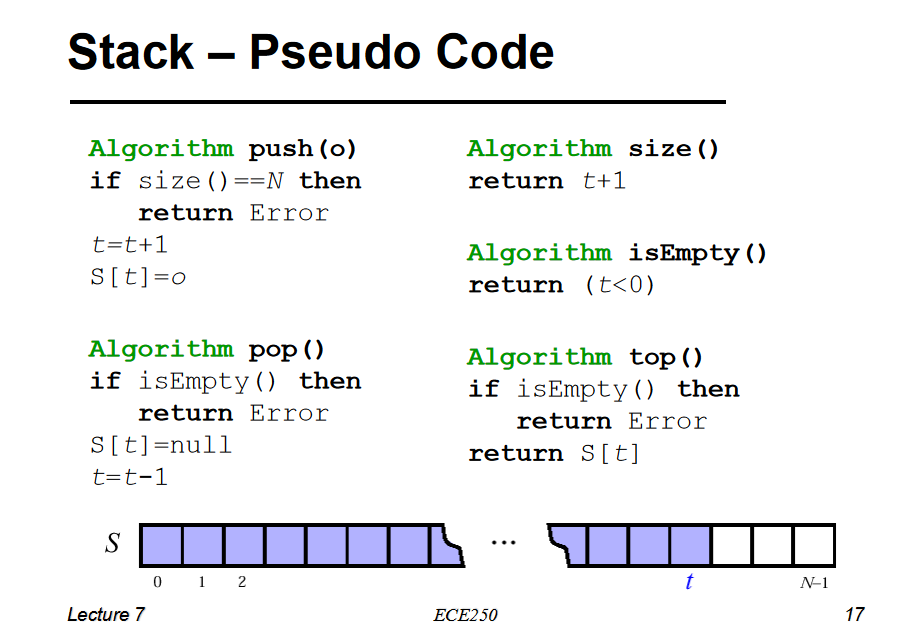 Stack – Pseudo Code
Algorithm push(o)
if size()==N then
return Error
t=t+1
S[t]=o
Algorithm pop()
if isEmpty() then
return Error
S[t]=null
t=t-1
Algorithm size()
return t+1
Algorithm isEmpty()
return (t<0)
Algorithm top()
if isEmpty() then
return Error
return S[t]
S ...
0 1 2 t N–1
Lecture 7 ECE250 17